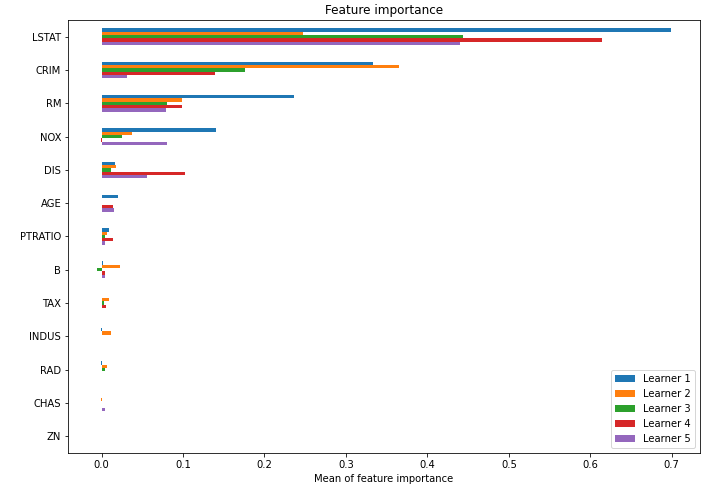 Feature importance
LSTAT
CRIM
RM
NOX
DIS
AGE
PTRATIO
B
TAX
INDUS
RAD
CHAS
ZN
Learner 1
Learner 2
Learner 3
Learner 4
Learner 5
0.0 0.1 0.2 0.3 0.4 0.5 0.6 0.7
Mean of feature importance